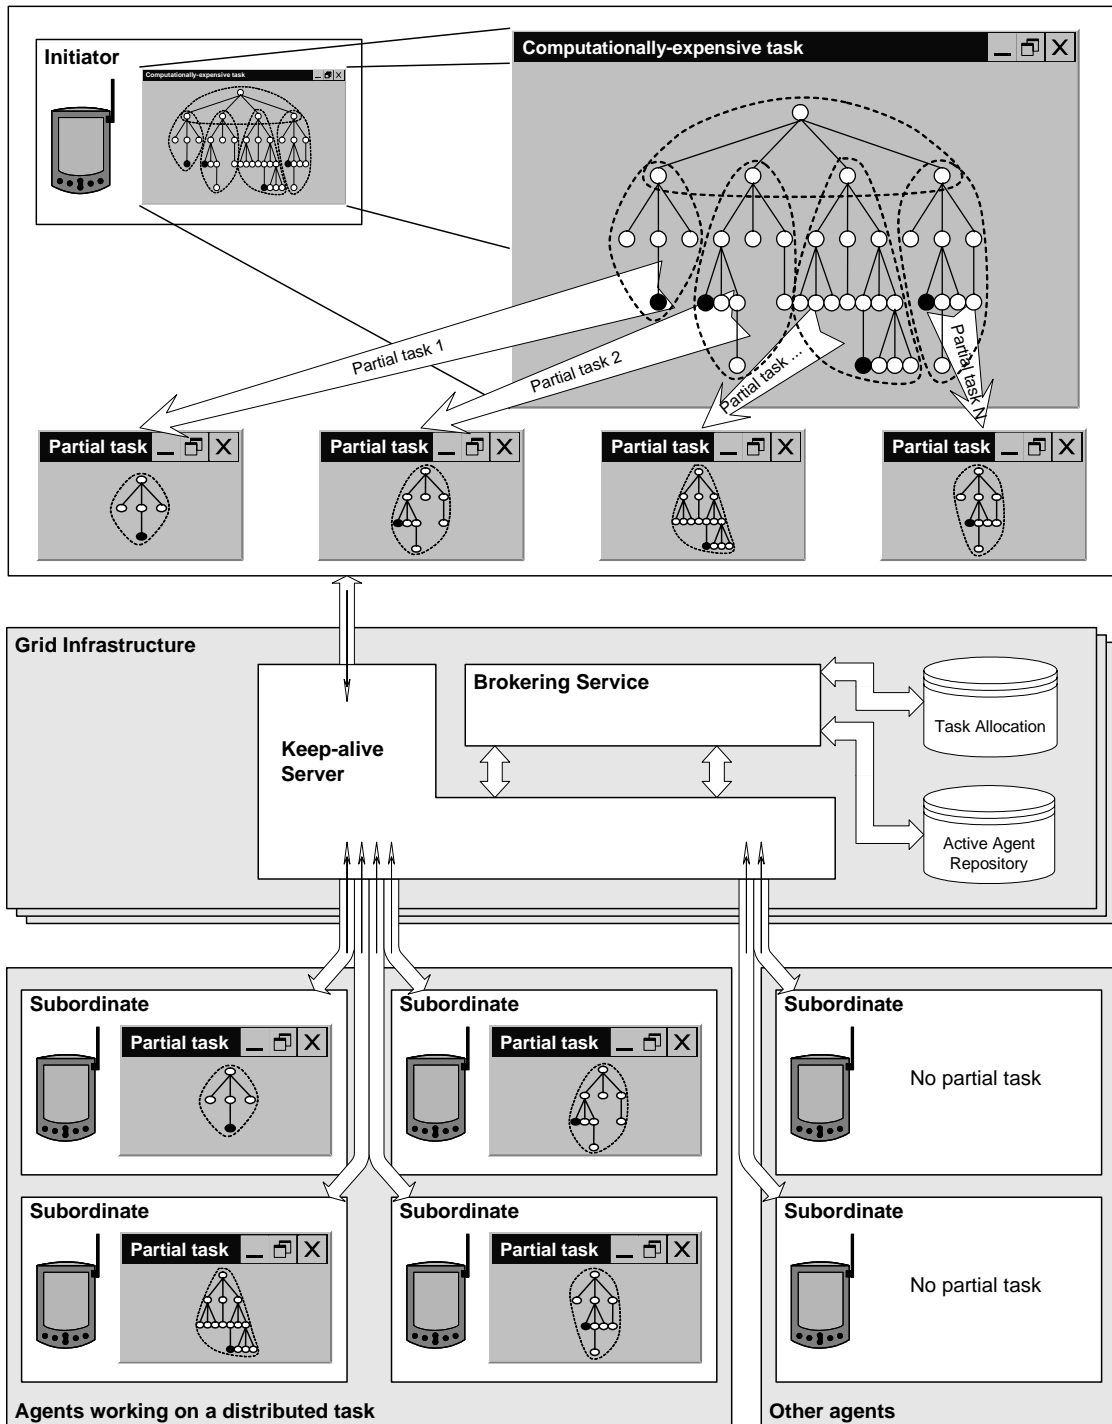 Initiator
Computationally-expensive task
Computationally-expensive task
Partial task 1
Partial task 2
Partial task ...
Partial task N
Partial task
Partial task
Partial task
Partial task
Grid Infrastructure
Brokering Service
Keep-alive
Server
Task Allocation
Active Agent
Repository
Subordinate
Partial task
Subordinate
Partial task
Subordinate
No partial task
Subordinate
Partial task
Subordinate
Partial task
Subordinate
No partial task
Agents working on a distributed task
Other agents